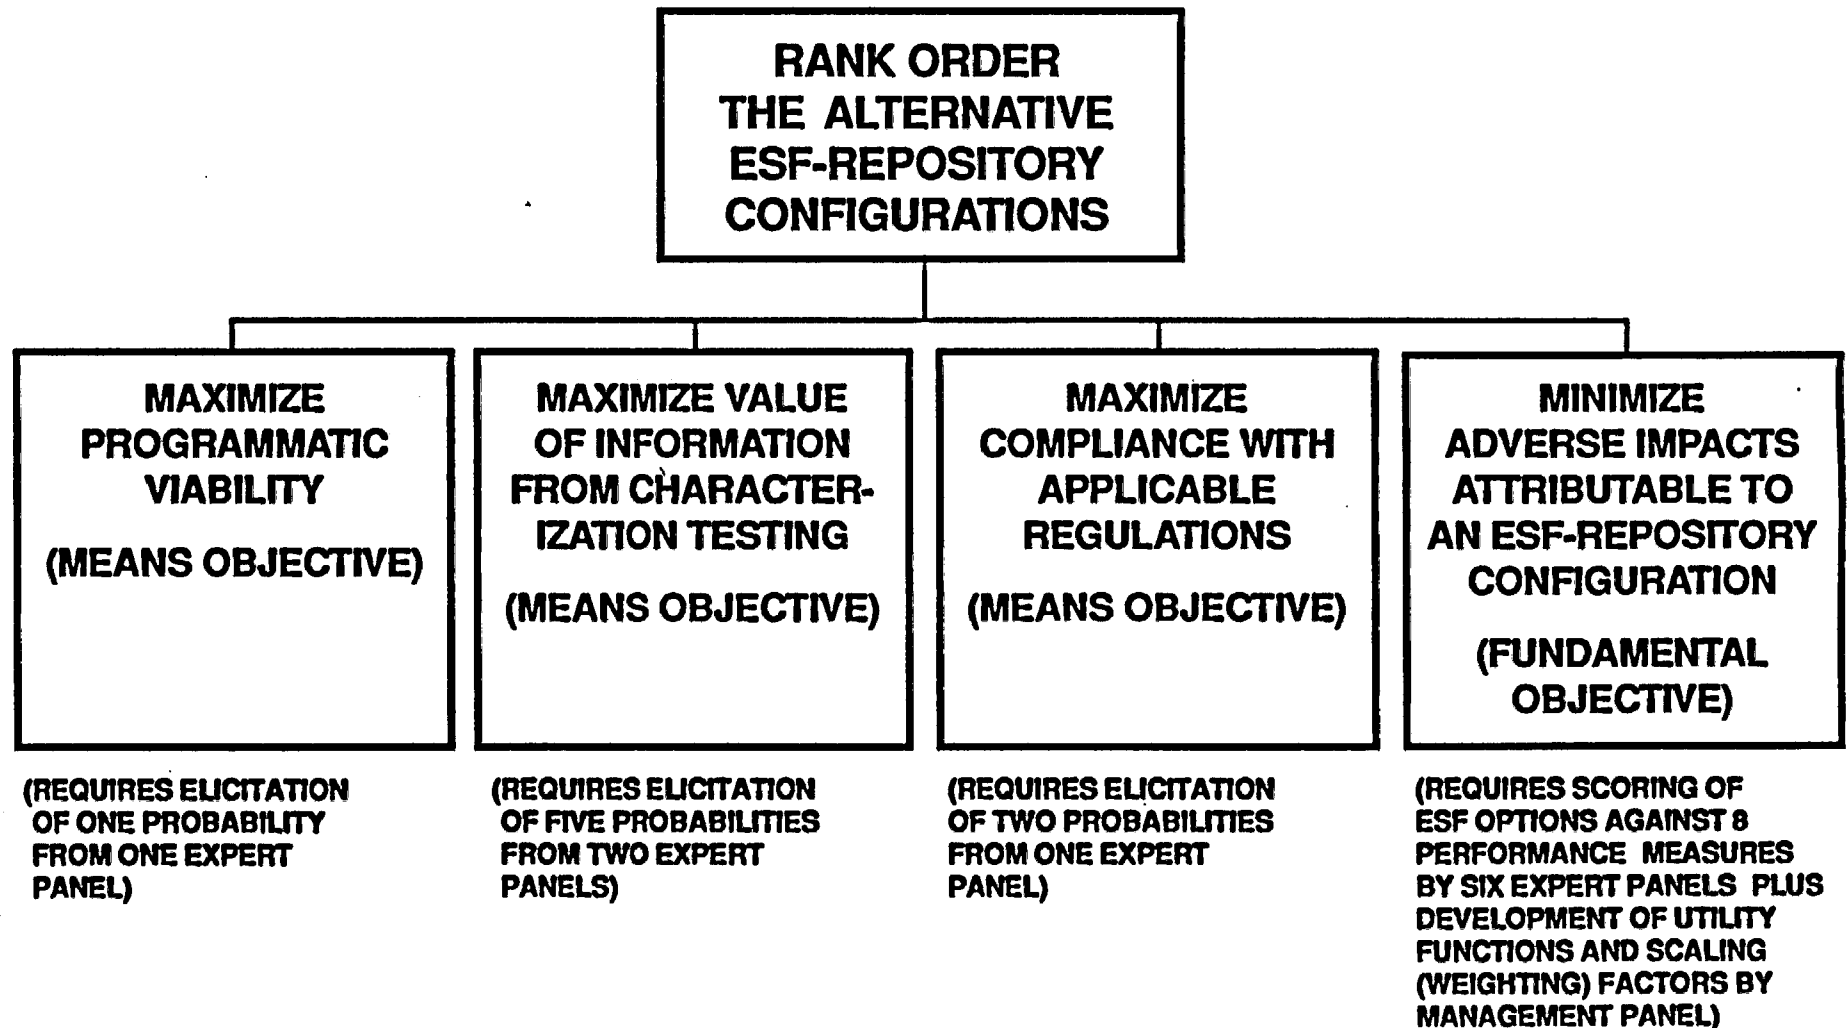 RANK ORDER
THE ALTERNATIVE
ESF-REPOSITORY
CONFIGURATIONS
MAXIMIZE
PROGRAMMATIC
VIABILITY
(MEANS OBJECTIVE)
MAXIMIZE VALUE
OF INFORMATION
FROM CHARACTER-
IZATION TESTING
(MEANS OBJECTIVE)
MAXIMIZE
COMPLIANCE WITH
APPLICABLE
REGULATIONS
(MEANS OBJECTIVE)
MINIMIZE
ADVERSE IMPACTS
ATTRIBUTABLE TO
AN ESF-REPOSITORY
CONFIGURATION
(FUNDAMENTAL
OBJECTIVE)
(REQUIRES ELICITATION
OF ONE PROBABILITY
FROM ONE EXPERT
PANEL)
(REQUIRES ELICITATION
OF FIVE PROBABILITIES
FROM TWO EXPERT
PANELS)
(REQUIRES ELICITATION
OF TWO PROBABILITIES
FROM ONE EXPERT
PANEL)
(REQUIRES SCORING OF
ESF OPTIONS AGAINST 8
PERFORMANCE MEASURES
BY SIX EXPERT PANELS PLUS
DEVELOPMENT OF UTILITY
FUNCTIONS AND SCALING
(WEIGHTING) FACTORS BY
MANAGEMENT PANEL)